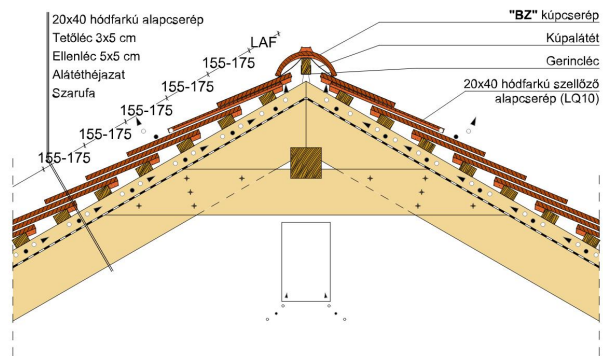 20x40 hódfarkú alapcserép
Tetőléc 3x5 cm
Ellenléc 5x5 cm
Alátéthéjazat
Szarufa
"BZ" kúpcserép
Kúpalátét
Gerincléc
20x40 hódfarkú szellőző
alapcserép (LQ10)
LAF
155-175
155-175
155-175
155-175
155-175